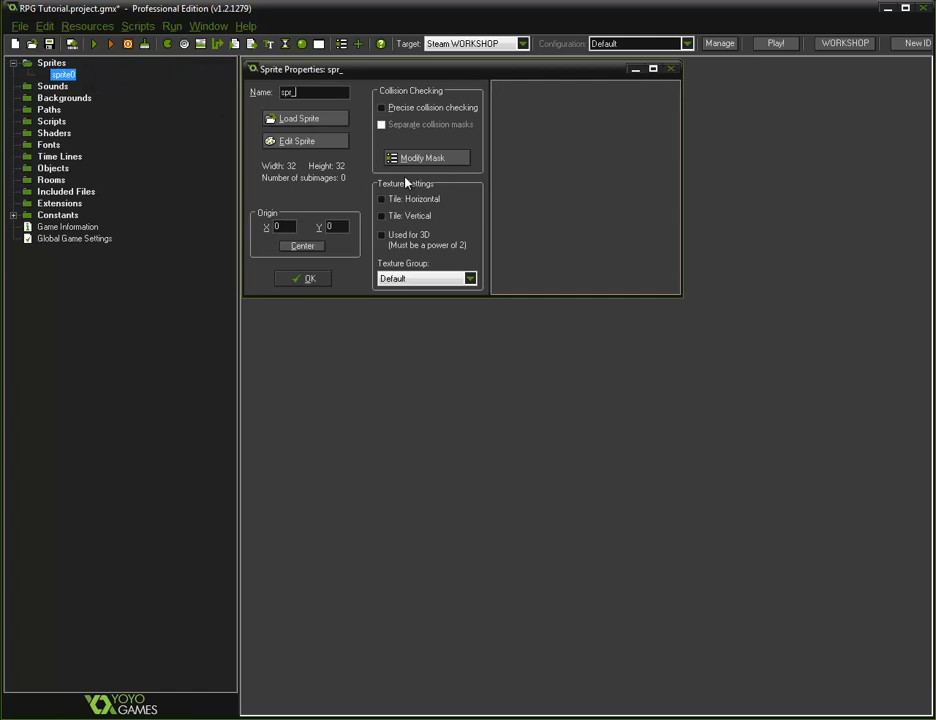 RPG Tutorial.project.gmx* - Professional Edition (v1.2.1279)
File Edit Resources Scripts Run Window Help
Target: Steam WORKSHOP Configuration: Default Manage Play! WORKSHOP New ID
Sprites
sprite0
Sounds
Backgrounds
Paths
Scripts
Shaders
Fonts
Time Lines
Objects
Rooms
Included Files
Extensions
Constants
Game Information
Global Game Settings
Sprite Properties: spr_
Name: spr_
Load Sprite
Edit Sprite
Width: 32 Height: 32
Number of subimages: 0
Origin
X 0 Y 0
Center
OK
Collision Checking
Precise collision checking
Separate collision masks
Modify Mask
Texture Settings
Tile: Horizontal
Tile: Vertical
Used for 3D
(Must be a power of 2)
Texture Group:
Default
YOYO
GAMES